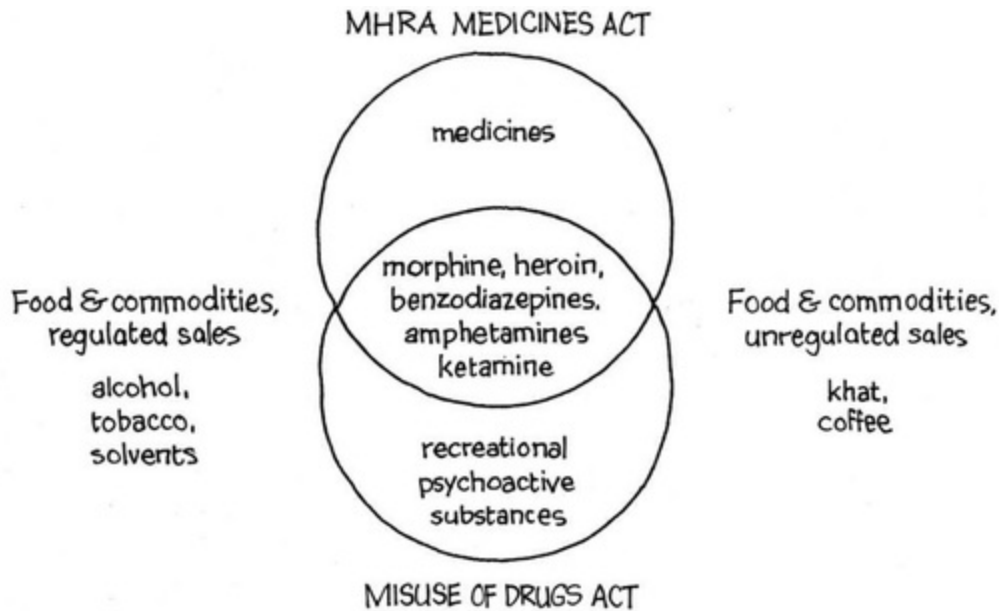 MHRA MEDICINES ACT
medicines
morphine, heroin,
benzodiazepines.
amphetamines
ketamine
Food & commodities,
regulated sales
alcohol,
tobacco,
solvents
Food & commodities,
unregulated sales
khat,
coffee
recreational
psychoactive
substances
MISUSE OF DRUGS ACT